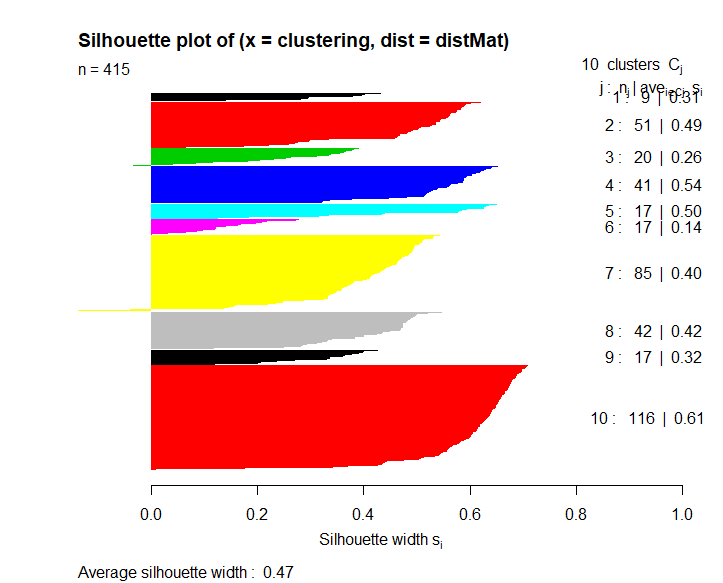 Silhouette plot of (x = clustering, dist = distMat)
n = 415
10 clusters Cj
j : nj | avei∈Cj si
1 : 9 | 0.31
2 : 51 | 0.49
3 : 20 | 0.26
4 : 41 | 0.54
5 : 17 | 0.50
6 : 17 | 0.14
7 : 85 | 0.40
8 : 42 | 0.42
9 : 17 | 0.32
10 : 116 | 0.61
0.0 0.2 0.4 0.6 0.8 1.0
Silhouette width si
Average silhouette width : 0.47